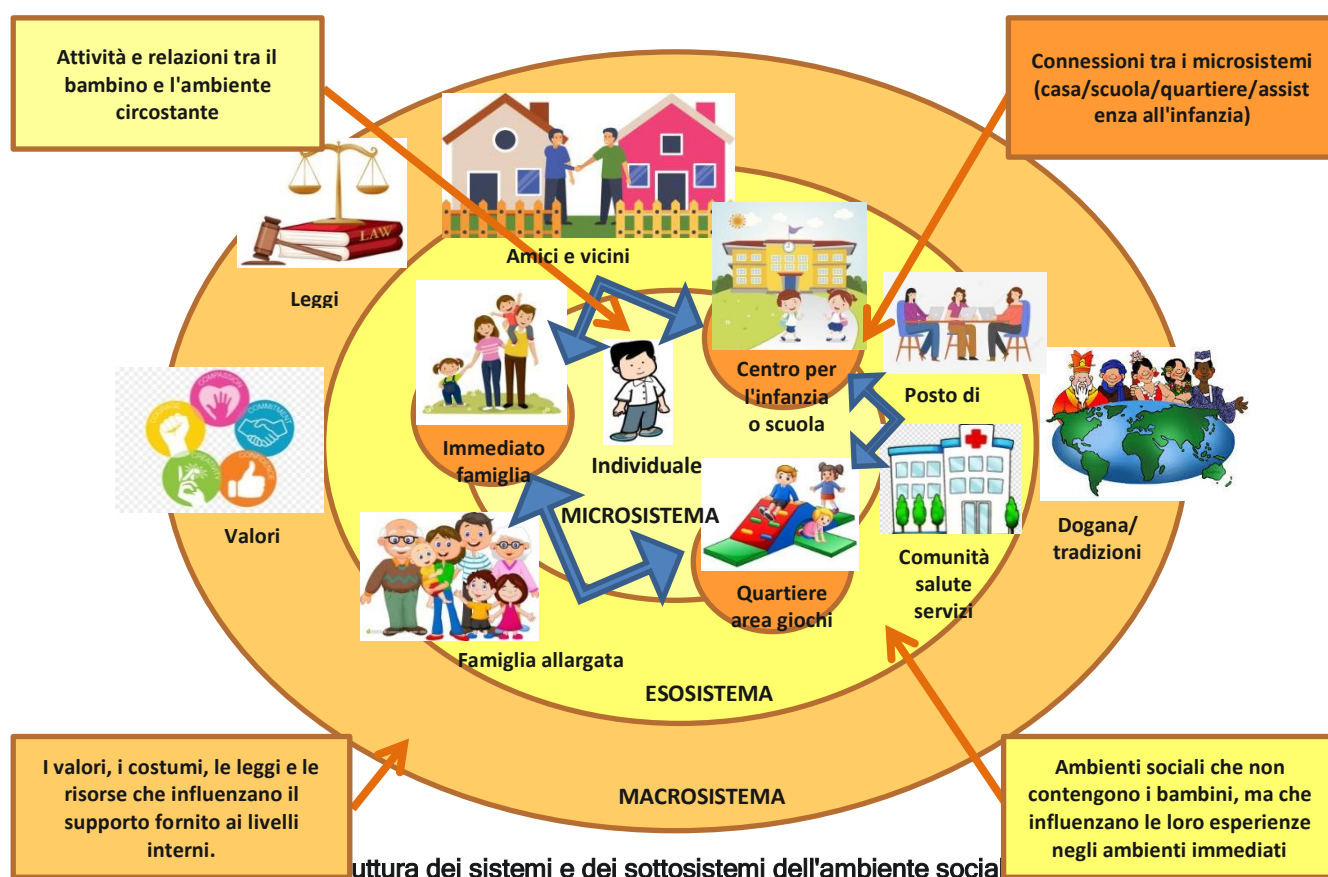 Attività e relazioni tra il
bambino e l'ambiente
circostante
Connessioni tra i microsistemi
(casa/scuola/quartiere/assist
enza all'infanzia)
LAW
Amici e vicini
Leggi
COMPASSION
COMMITMENT
Centro per
l'infanzia
o scuola
Posto di
Immediato
famiglia
Individuale
MICROSISTEMA
Valori
Dogana/
tradizioni
Comunità
salute
servizi
Quartiere
area giochi
Famiglia allargata
ESOSISTEMA
MACROSISTEMA
I valori, i costumi, le leggi e le
risorse che influenzano il
supporto fornito ai livelli
interni.
Ambienti sociali che non
contengono i bambini, ma che
influenzano le loro esperienze
negli ambienti immediati
uttura dei sistemi e dei sottosistemi dell'ambiente social